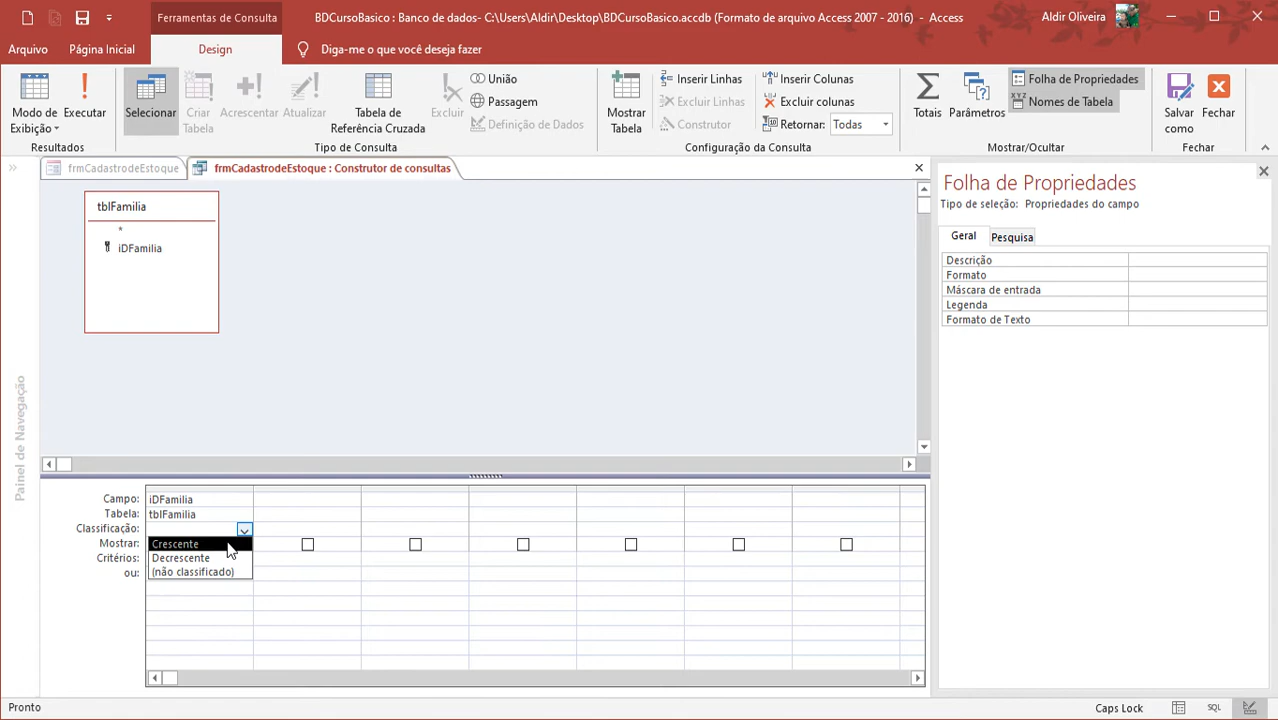 Ferramentas de Consulta
BDCursoBasico : Banco de dados- C:\Users\Aldir\Desktop\BDCursoBasico.accdb (Formato de arquivo Access 2007 - 2016) – Access
Aldir Oliveira
Arquivo
Página Inicial
Design
Diga-me o que você deseja fazer
Modo de Exibição
Executar
Resultados
Selecionar
Criar Tabela
Acrescentar
Atualizar
Tabela de Referência Cruzada
Excluir
União
Passagem
Definição de Dados
Tipo de Consulta
Mostrar Tabela
Inserir Linhas
Excluir Linhas
Construtor
Inserir Colunas
Excluir colunas
Retornar: Todas
Configuração da Consulta
Totais
Parâmetros
Folha de Propriedades
XYZ Nomes de Tabela
Mostrar/Ocultar
Salvar como
Fechar
Fechar
frmCadastrodeEstoque
frmCadastrodeEstoque : Construtor de consultas
Painel de Navegação
tblFamilia
*
iDFamilia
Campo: iDFamilia
Tabela: tblFamilia
Classificação:
Mostrar:
Critérios:
ou:
Crescente
Decrescente
(não classificado)
Folha de Propriedades
Tipo de seleção: Propriedades do campo
Geral
Pesquisa
Descrição
Formato
Máscara de entrada
Legenda
Formato de Texto
Pronto
Caps Lock
SQL